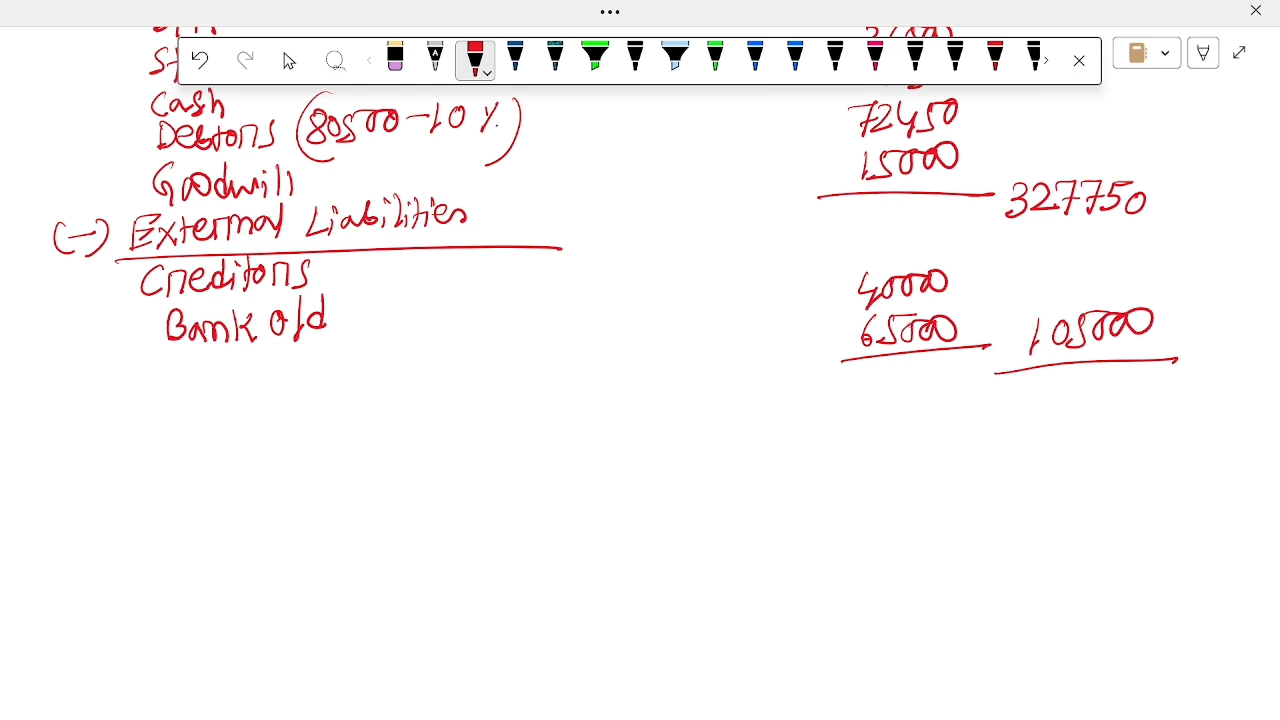 Cash
Debtors (80500-10%) 72450
Goodwill 15000 327750
(-) External Liabilities
Creditors 40000
Bank o/d 65000 105000